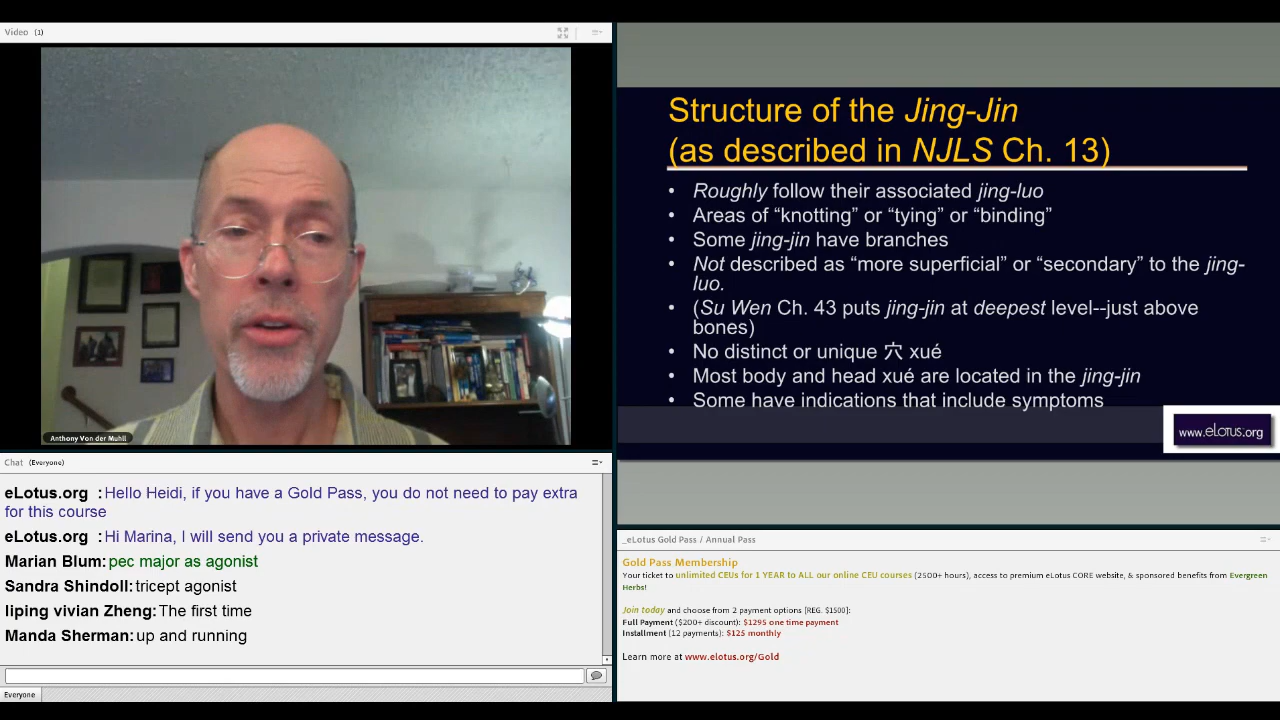 Video (1)
Anthony Von der Muhll
Chat (Everyone)
eLotus.org : Hello Heidi, if you have a Gold Pass, you do not need to pay extra
for this course
eLotus.org : Hi Marina, I will send you a private message.
Marian Blum: pec major as agonist
Sandra Shindoll: tricept agonist
liping vivian Zheng: The first time
Manda Sherman: up and running
Everyone
Structure of the Jing-Jin
(as described in NJLS Ch. 13)
• Roughly follow their associated jing-luo
• Areas of “knotting” or “tying” or “binding”
• Some jing-jin have branches
• Not described as “more superficial” or “secondary” to the jing-
luo.
• (Su Wen Ch. 43 puts jing-jin at deepest level--just above
bones)
• No distinct or unique 穴 xué
• Most body and head xué are located in the jing-jin
• Some have indications that include symptoms
www.eLotus.org
_eLotus Gold Pass / Annual Pass
Gold Pass Membership
Your ticket to unlimited CEUs for 1 YEAR to ALL our online CEU courses (2500+ hours), access to premium eLotus CORE website, & sponsored benefits from Evergreen
Herbs!
Join today and choose from 2 payment options [REG. $1500]:
Full Payment ($200+ discount): $1295 one time payment
Installment (12 payments): $125 monthly
Learn more at www.elotus.org/Gold